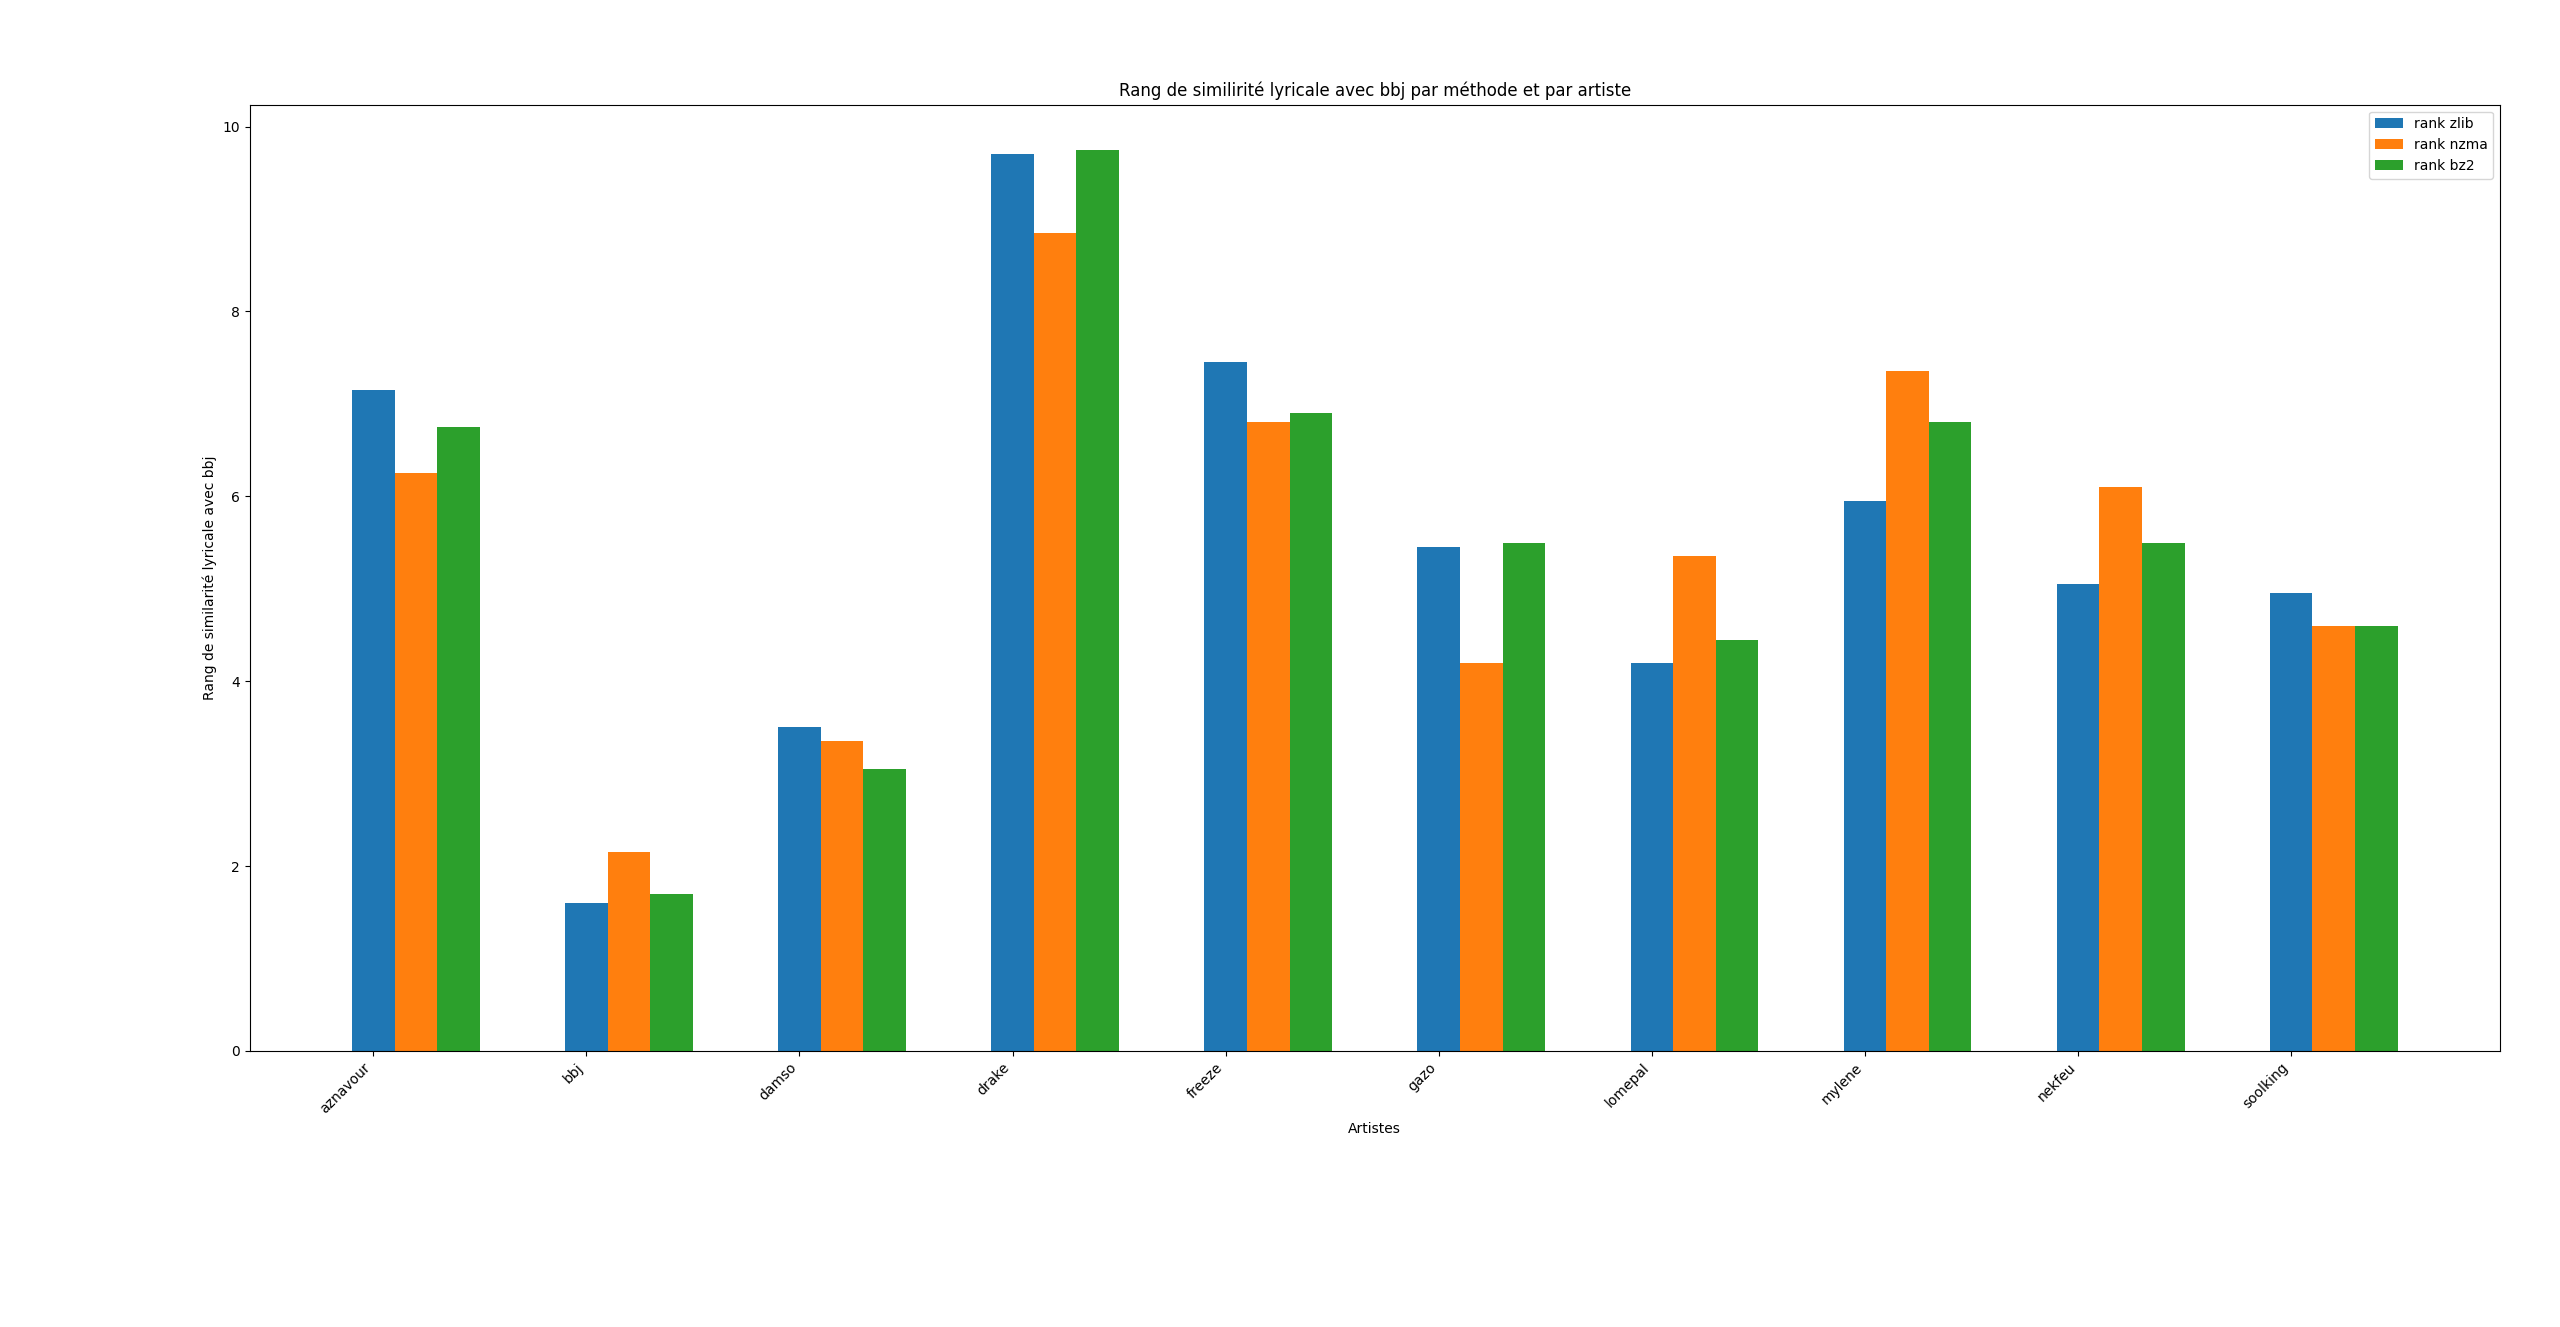 Rang de similirité lyricale avec bbj par méthode et par artiste
rank zlib
rank nzma
rank bz2
Rang de similarité lyricale avec bbj
10
8
6
4
2
0
aznavour
bbj
damso
drake
freeze
gazo
lomepal
mylene
nekfeu
soolking
Artistes